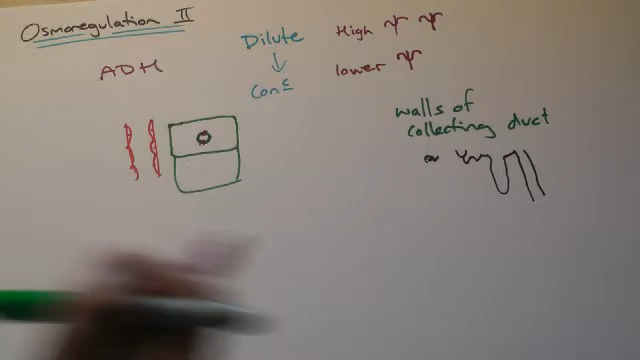 Osmoregulation II
ADH
Dilute
↓
Conc
High Ψ Ψ
lower Ψ
walls of
collecting duct